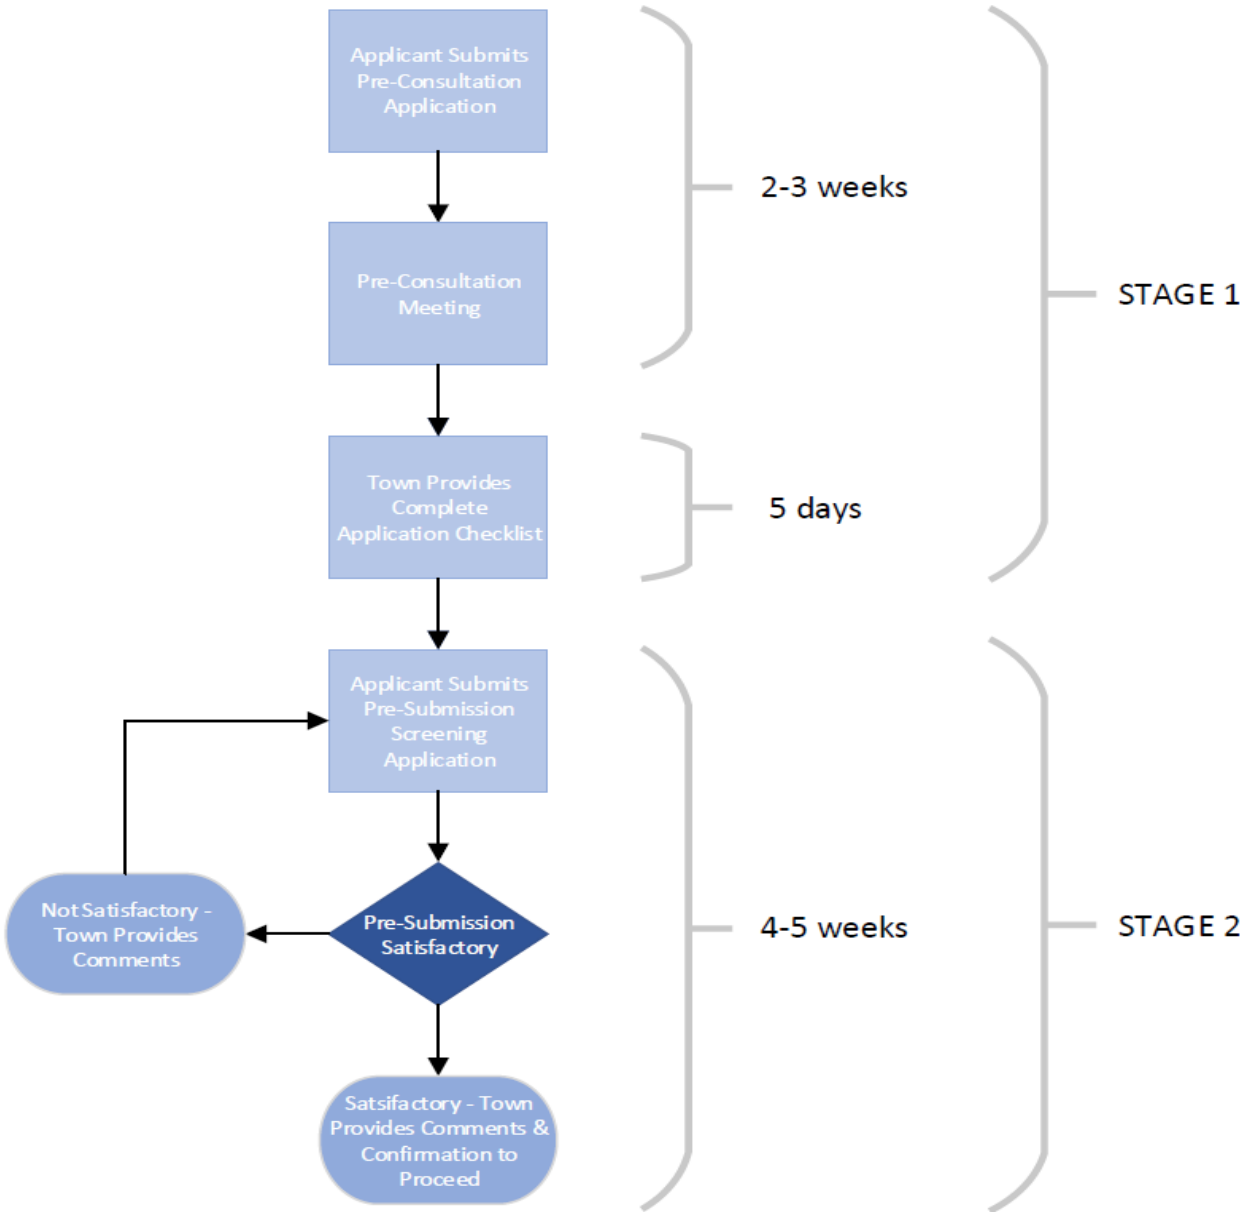 Applicant Submits
Pre-Consultation
Application
2-3 weeks
Pre-Consultation
Meeting
STAGE 1
Town Provides
Complete
Application Checklist
5 days
Applicant Submits
Pre-Submission
Screening
Application
Not Satisfactory -
Town Provides
Comments
Pre-Submission
Satisfactory
4-5 weeks
STAGE 2
Satsifactory - Town
Provides Comments &
Confirmation to
Proceed